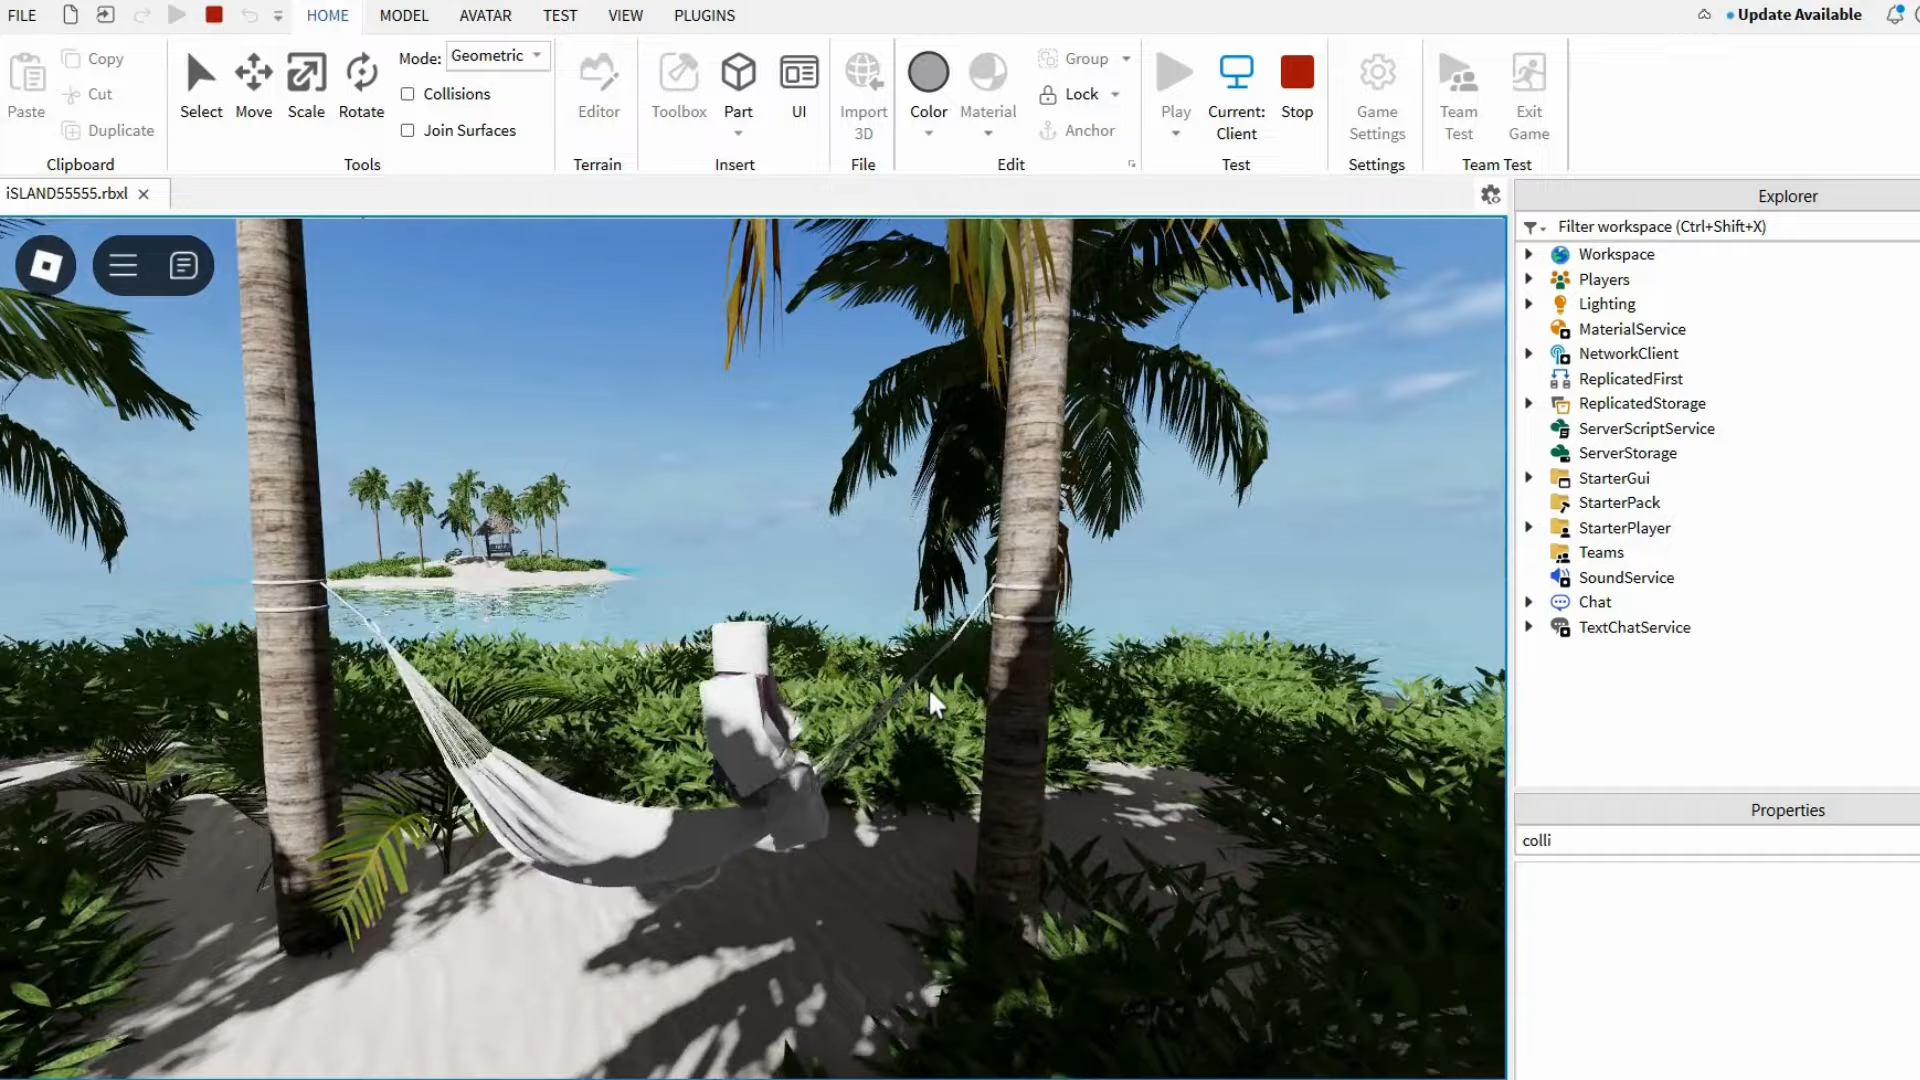 FILE HOME MODEL AVATAR TEST VIEW PLUGINS Update Available
Paste
Copy
Cut
Duplicate
Clipboard
Select Move Scale Rotate
Mode: Geometric
Collisions
Join Surfaces
Tools
Editor
Terrain
Toolbox Part UI
Insert
Import
3D
File
Color Material
Group
Lock
Anchor
Edit
Play
Current:
Client
Stop
Test
Game
Settings
Settings
Team
Test
Exit
Game
Team Test
iSLAND55555.rbxl
Explorer
Filter workspace (Ctrl+Shift+X)
Workspace
Players
Lighting
MaterialService
NetworkClient
ReplicatedFirst
ReplicatedStorage
ServerScriptService
ServerStorage
StarterGui
StarterPack
StarterPlayer
Teams
SoundService
Chat
TextChatService
Properties
colli